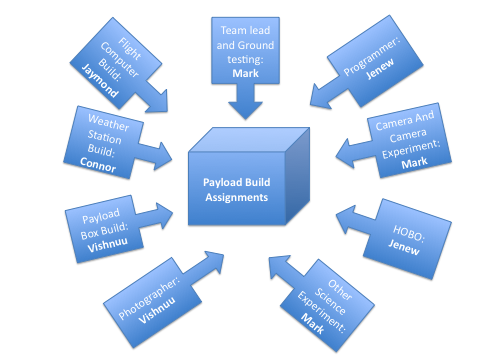 Team lead
and Ground
testing:
Mark
Programmer:
Jenew
Camera And
Camera
Experiment:
Mark
HOBO:
Jenew
Other
Science
Experiment:
Mark
Photographer:
Vishnuu
Payload
Box Build:
Vishnuu
Weather
Station
Build:
Connor
Flight
Computer
Build:
Jaymond
Payload Build
Assignments